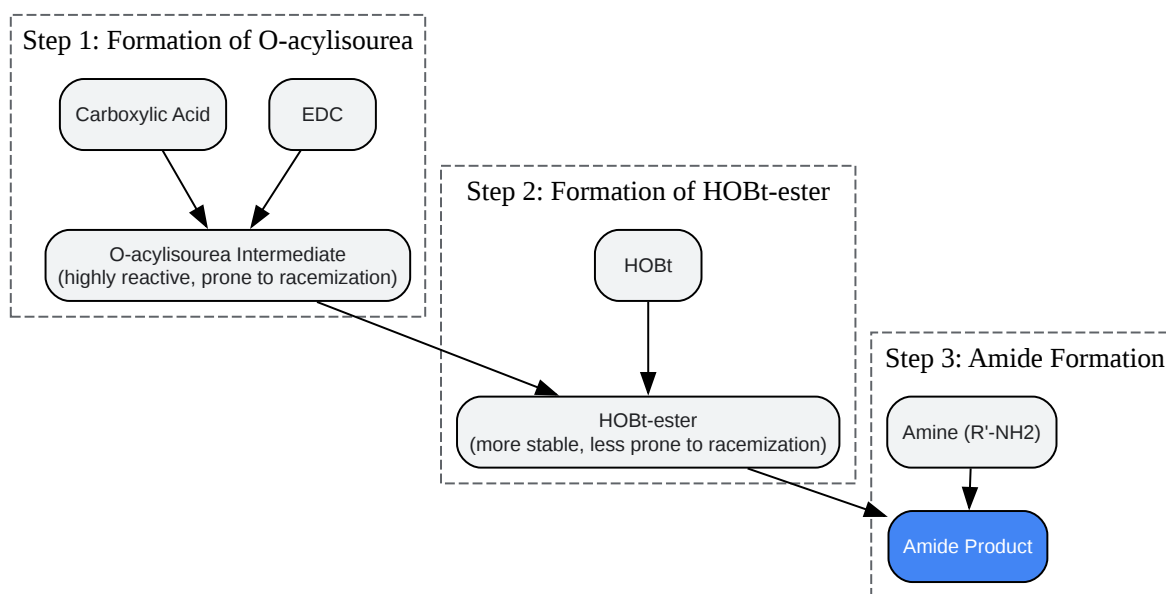 Step 1: Formation of O-acylisourea
Carboxylic Acid
EDC
O-acylisourea Intermediate
(highly reactive, prone to racemization)
Step 2: Formation of HOBt-ester
HOBt
HOBt-ester
(more stable, less prone to racemization)
Step 3: Amide Formation
Amine (R'-NH2)
Amide Product